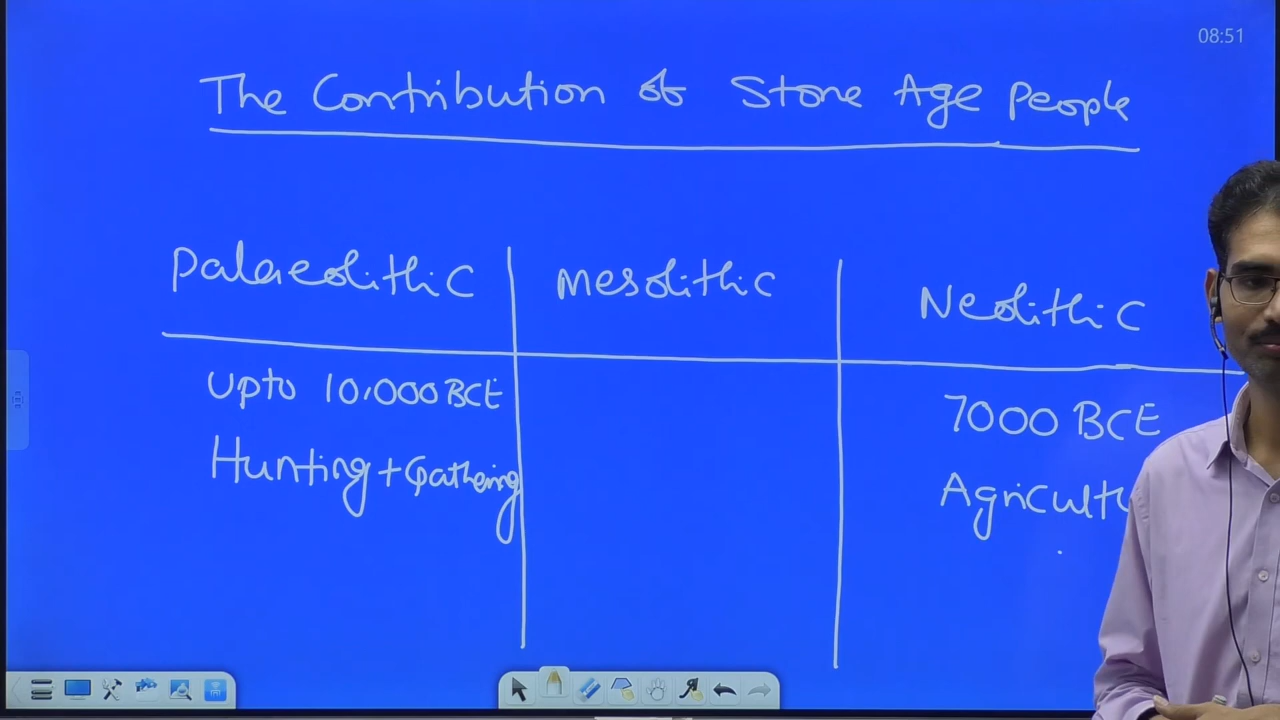 08:51
The Contribution of Stone Age People
Palaeolithic
Mesolithic
Neolithic
Upto 10,000 BCE
7000 BCE
Hunting + Gathering
Agricult